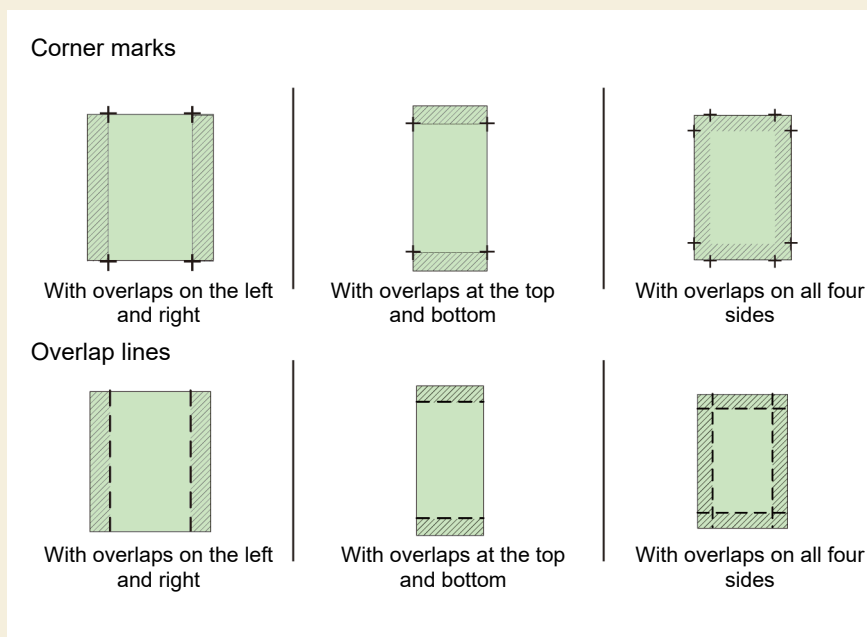 Corner marks
With overlaps on the left
and right
With overlaps at the top
and bottom
With overlaps on all four
sides
Overlap lines
With overlaps on the left
and right
With overlaps at the top
and bottom
With overlaps on all four
sides